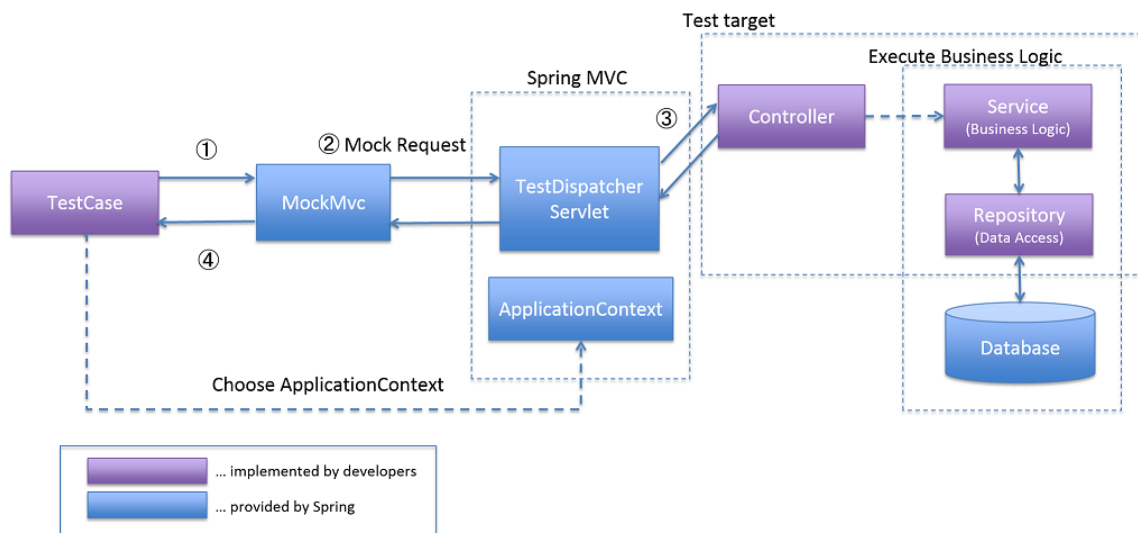 Test target
Execute Business Logic
Spring MVC
③
Controller
Service
(Business Logic)
①
② Mock Request
TestCase
MockMvc
TestDispatcher
Servlet
Repository
(Data Access)
④
ApplicationContext
Database
Choose ApplicationContext
... implemented by developers
... provided by Spring